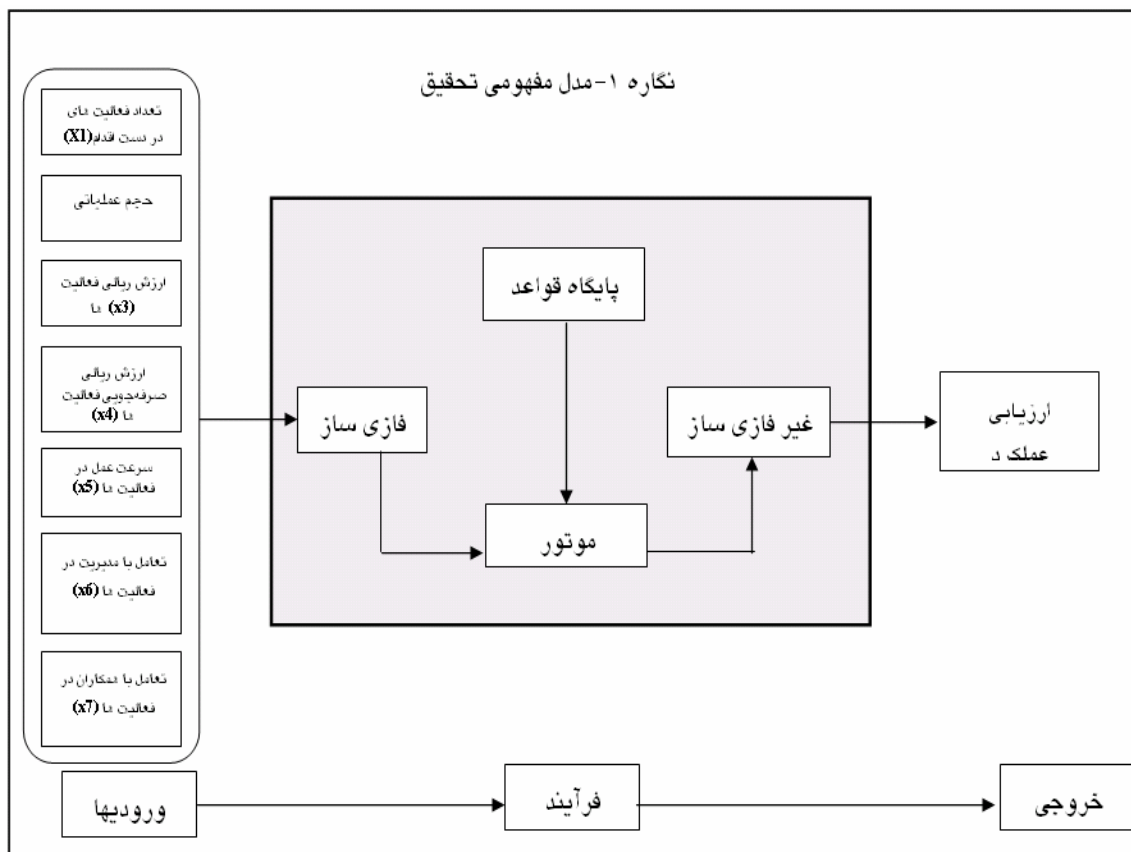 نگاره ۱-مدل مفهومی تحقیق
تعداد فعالیت های
در دست اقدام(X1)
حجم عملیاتی
ارزش ریالی فعالیت
ها (x3)
ارزش ریالی
صرفه‌جویی فعالیت
ها (x4)
سرعت عمل در
فعالیت ها (x5)
تعامل با مدیریت در
فعالیت ها (x6)
تعامل با همکاران در
فعالیت ها (x7)
پایگاه قواعد
فازی ساز
غیر فازی ساز
موتور
ارزیابی
عملک د
ورودیها
فرآیند
خروجی